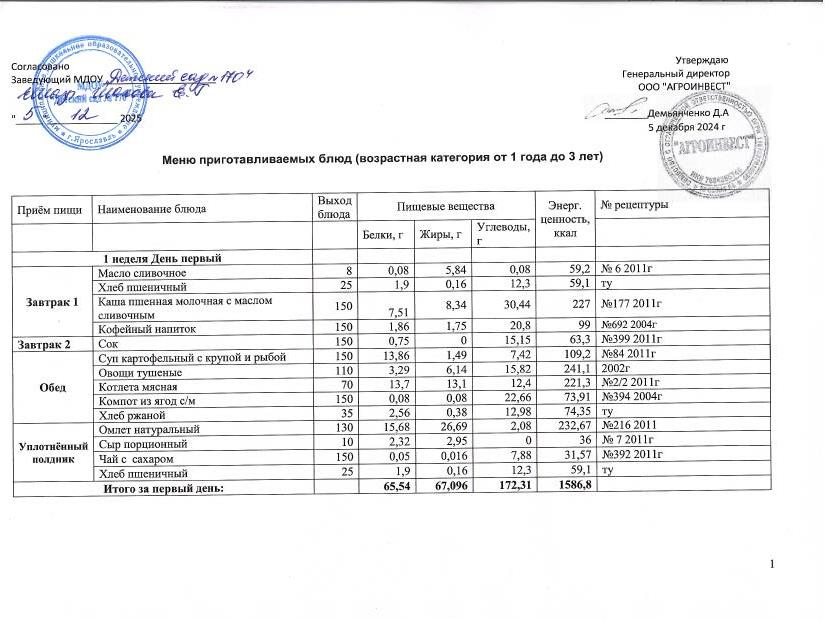 Согласовано
Утверждаю
Заведующий МДОУ Детский сад №170
Генеральный директор
ООО "АГРОИНВЕСТ"
" 5 12 2025
Демьянченко Д.А
5 декабря 2024 г
"АГРОИНВЕСТ"
Меню приготавливаемых блюд (возрастная категория от 1 года до 3 лет)
Приём пищи Наименование блюда Выход блюда Пищевые вещества Энерг. ценность, ккал № рецептуры
Белки, г Жиры, г Углеводы, г
1 неделя День первый
Завтрак 1
Масло сливочное 8 0,08 5,84 0,08 59,2 № 6 2011г
Хлеб пшеничный 25 1,9 0,16 12,3 59,1 ту
Каша пшенная молочная с маслом сливочным 150 7,51 8,34 30,44 227 №177 2011г
Кофейный напиток 150 1,86 1,75 20,8 99 №692 2004г
Завтрак 2 Сок 150 0,75 0 15,15 63,3 №399 2011г
Обед
Суп картофельный с крупой и рыбой 150 13,86 1,49 7,42 109,2 №84 2011г
Овощи тушеные 110 3,29 6,14 15,82 241,1 2002г
Котлета мясная 70 13,7 13,1 12,4 221,3 №2/2 2011г
Компот из ягод с/м 150 0,08 0,08 22,66 73,91 №394 2004г
Хлеб ржаной 35 2,56 0,38 12,98 74,35 ту
Уплотнённый полдник
Омлет натуральный 130 15,68 26,69 2,08 232,67 №216 2011
Сыр порционный 10 2,32 2,95 0 36 № 7 2011г
Чай с сахаром 150 0,05 0,016 7,88 31,57 №392 2011г
Хлеб пшеничный 25 1,9 0,16 12,3 59,1 ту
Итого за первый день: 65,54 67,096 172,31 1586,8
1